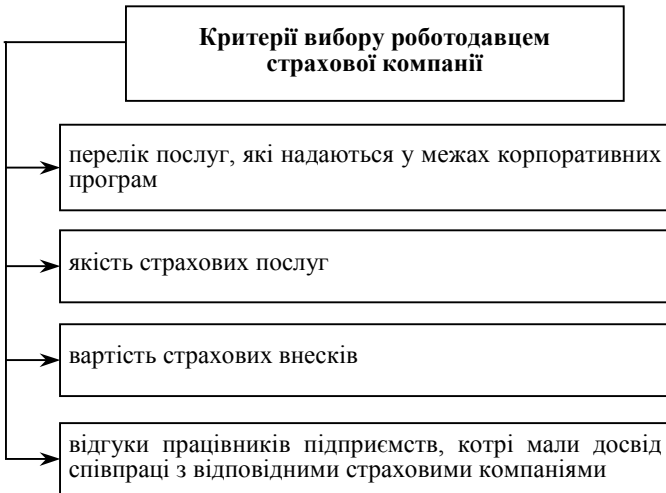 Критерії вибору роботодавцем
страхової компанії
перелік послуг, які надаються у межах корпоративних
програм
якість страхових послуг
вартість страхових внесків
відгуки працівників підприємств, котрі мали досвід
співпраці з відповідними страховими компаніями